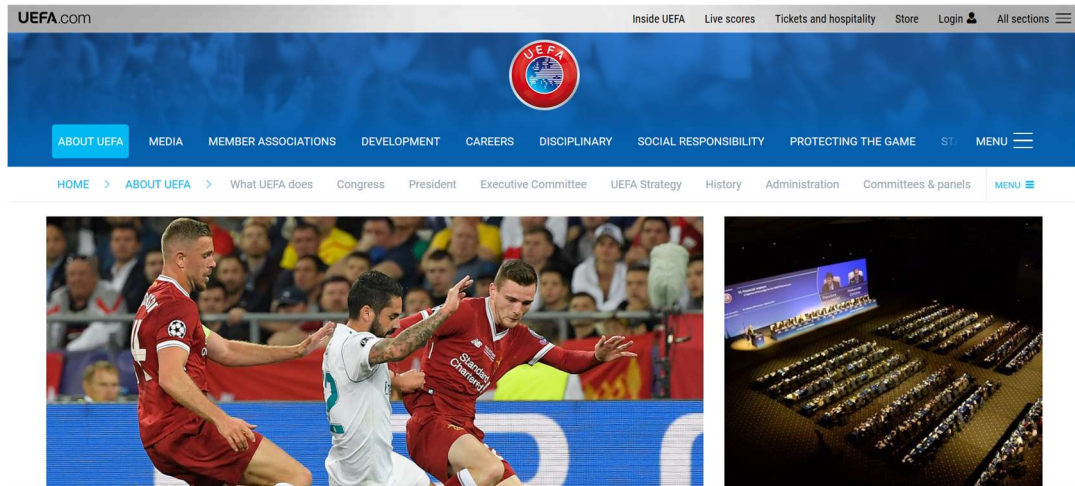 UEFA.com Inside UEFA Live scores Tickets and hospitality Store Login All sections
UEFA
ABOUT UEFA MEDIA MEMBER ASSOCIATIONS DEVELOPMENT CAREERS DISCIPLINARY SOCIAL RESPONSIBILITY PROTECTING THE GAME ST MENU
HOME > ABOUT UEFA > What UEFA does Congress President Executive Committee UEFA Strategy History Administration Committees & panels MENU
Standard
Chartered